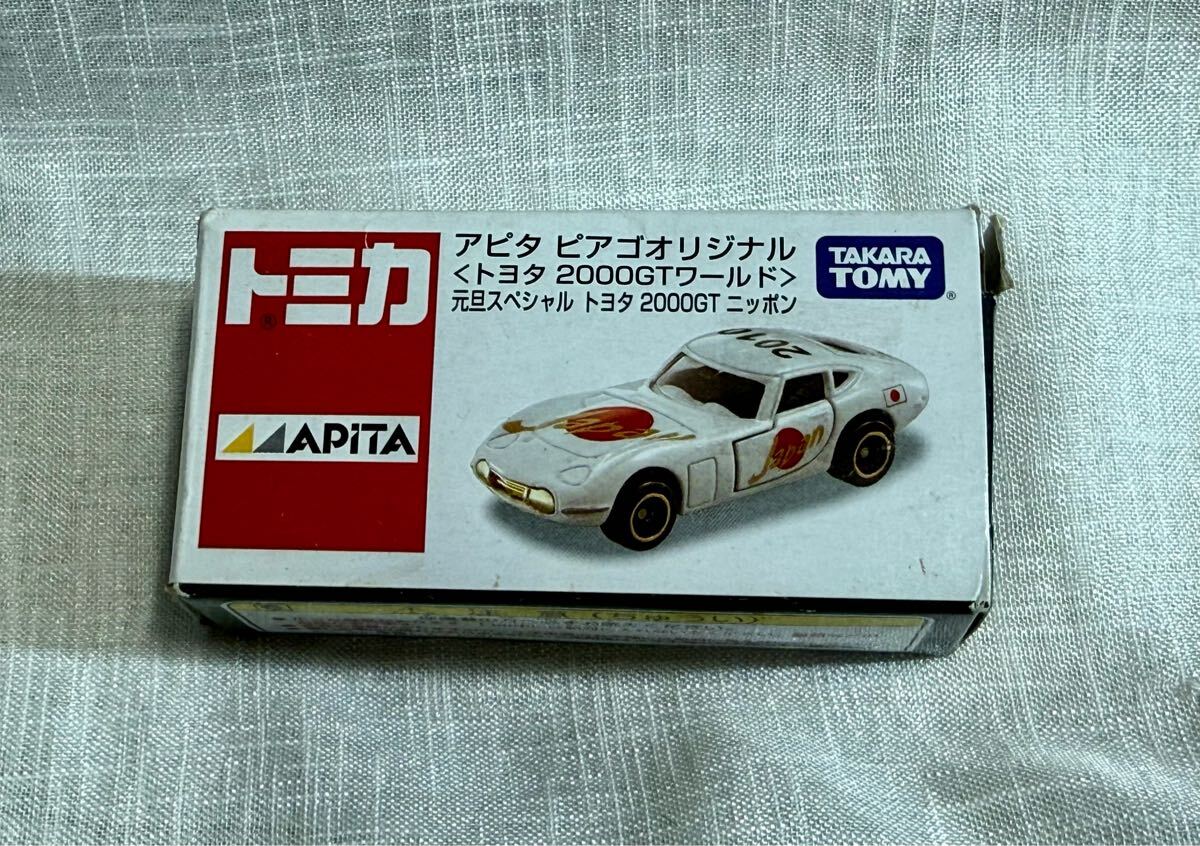 トミカ
®
APiTA
アピタ ピアゴオリジナル
<トヨタ 2000GTワールド>
元旦スペシャル トヨタ 2000GT ニッポン
TAKARA
TOMY
®
2010
Japan
Japan